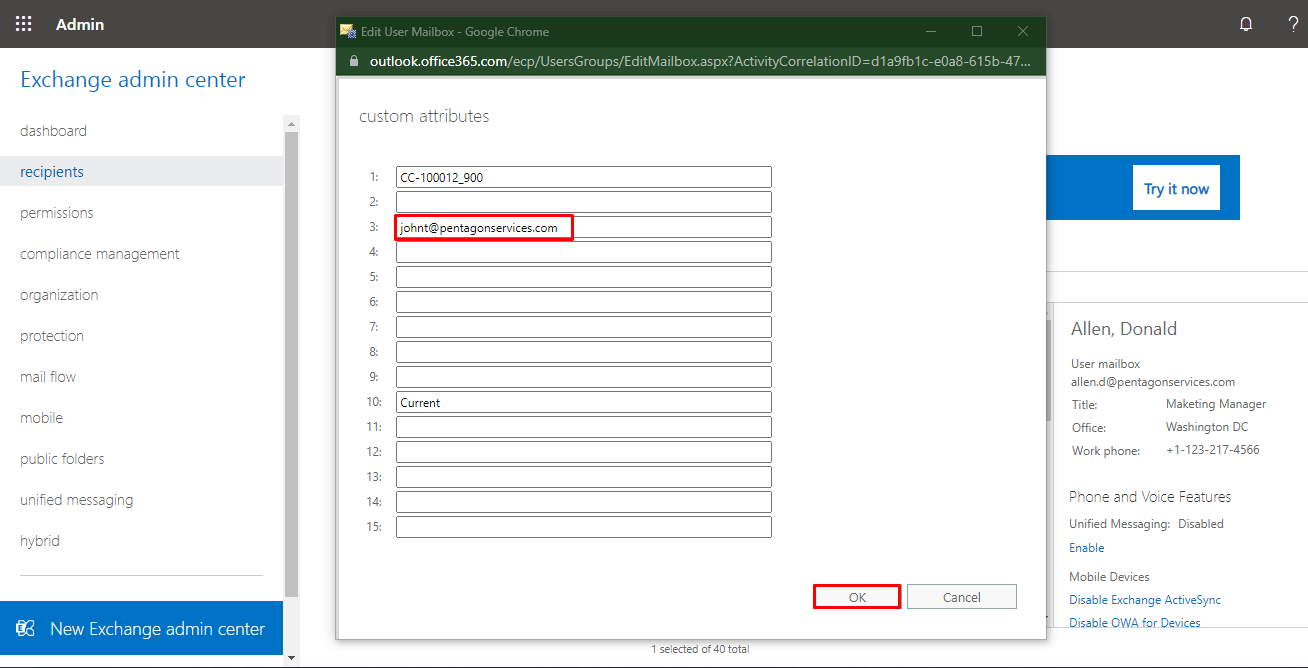 Admin
?
Edit User Mailbox - Google Chrome
outlook.office365.com/ecp/UsersGroups/EditMailbox.aspx?ActivityCorrelationID=d1a9fb1c-e0a8-615b-47...
Exchange admin center
dashboard
recipients
permissions
compliance management
organization
protection
mail flow
mobile
public folders
unified messaging
hybrid
New Exchange admin center
custom attributes
1: CC-100012_900
2:
3: johnt@pentagonservices.com
4:
5:
6:
7:
8:
9:
10: Current
11:
12:
13:
14:
15:
OK Cancel
1 selected of 40 total
Try it now
Allen, Donald
User mailbox
allen.d@pentagonservices.com
Title: Maketing Manager
Office: Washington DC
Work phone: +1-123-217-4566
Phone and Voice Features
Unified Messaging: Disabled
Enable
Mobile Devices
Disable Exchange ActiveSync
Disable OWA for Devices